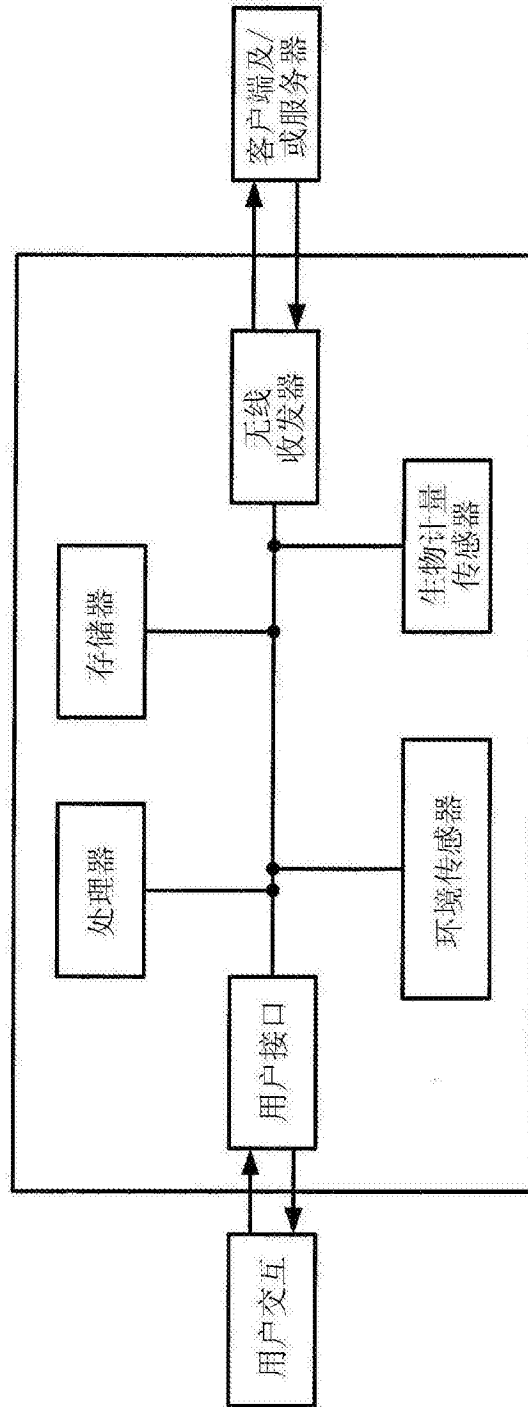 处理器
存储器
用户交互
用户接口
无线
收发器
客户端及/
或服务器
环境传感器
生物计量
传感器